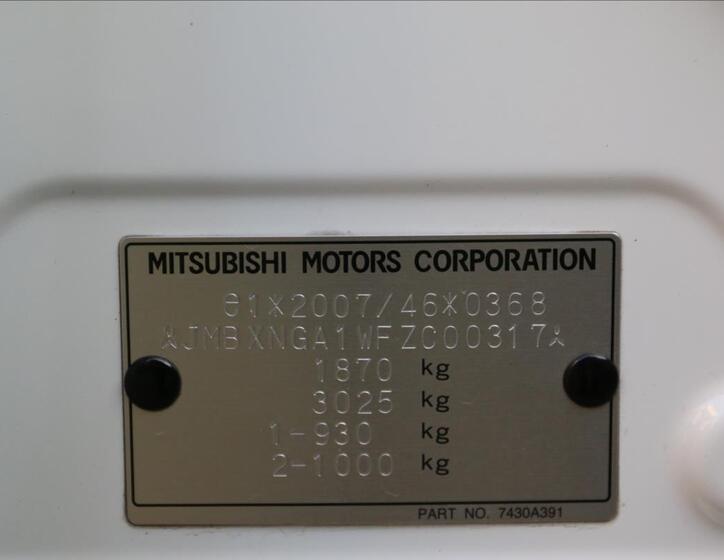 MITSUBISHI MOTORS CORPORATION
e1*2007/46*0368
JMBXNGA1WFZC00317
1870 kg
3025 kg
1-930 kg
2-1000 kg
PART NO. 7430A391